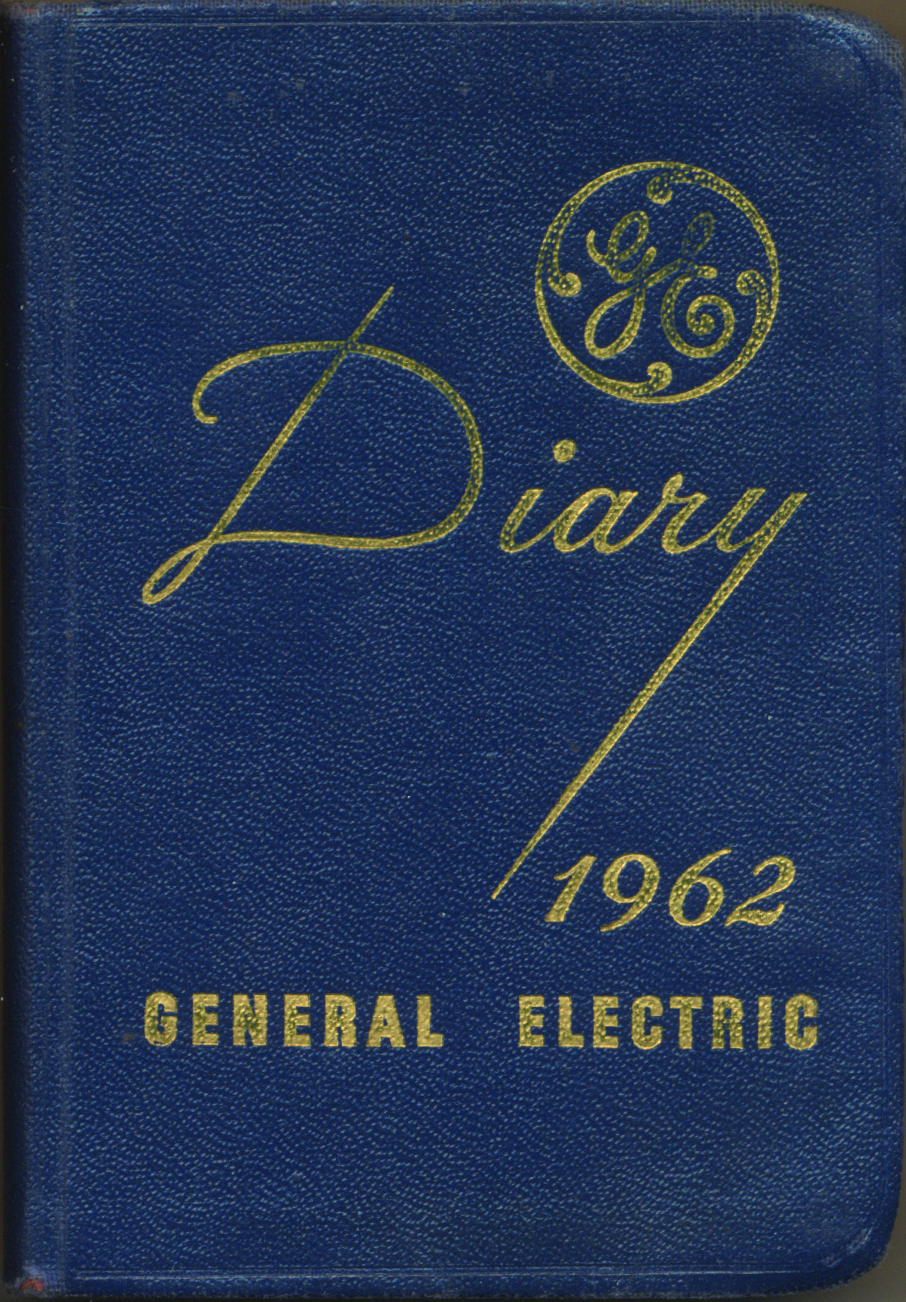 GE
Diary
1962
GENERAL ELECTRIC